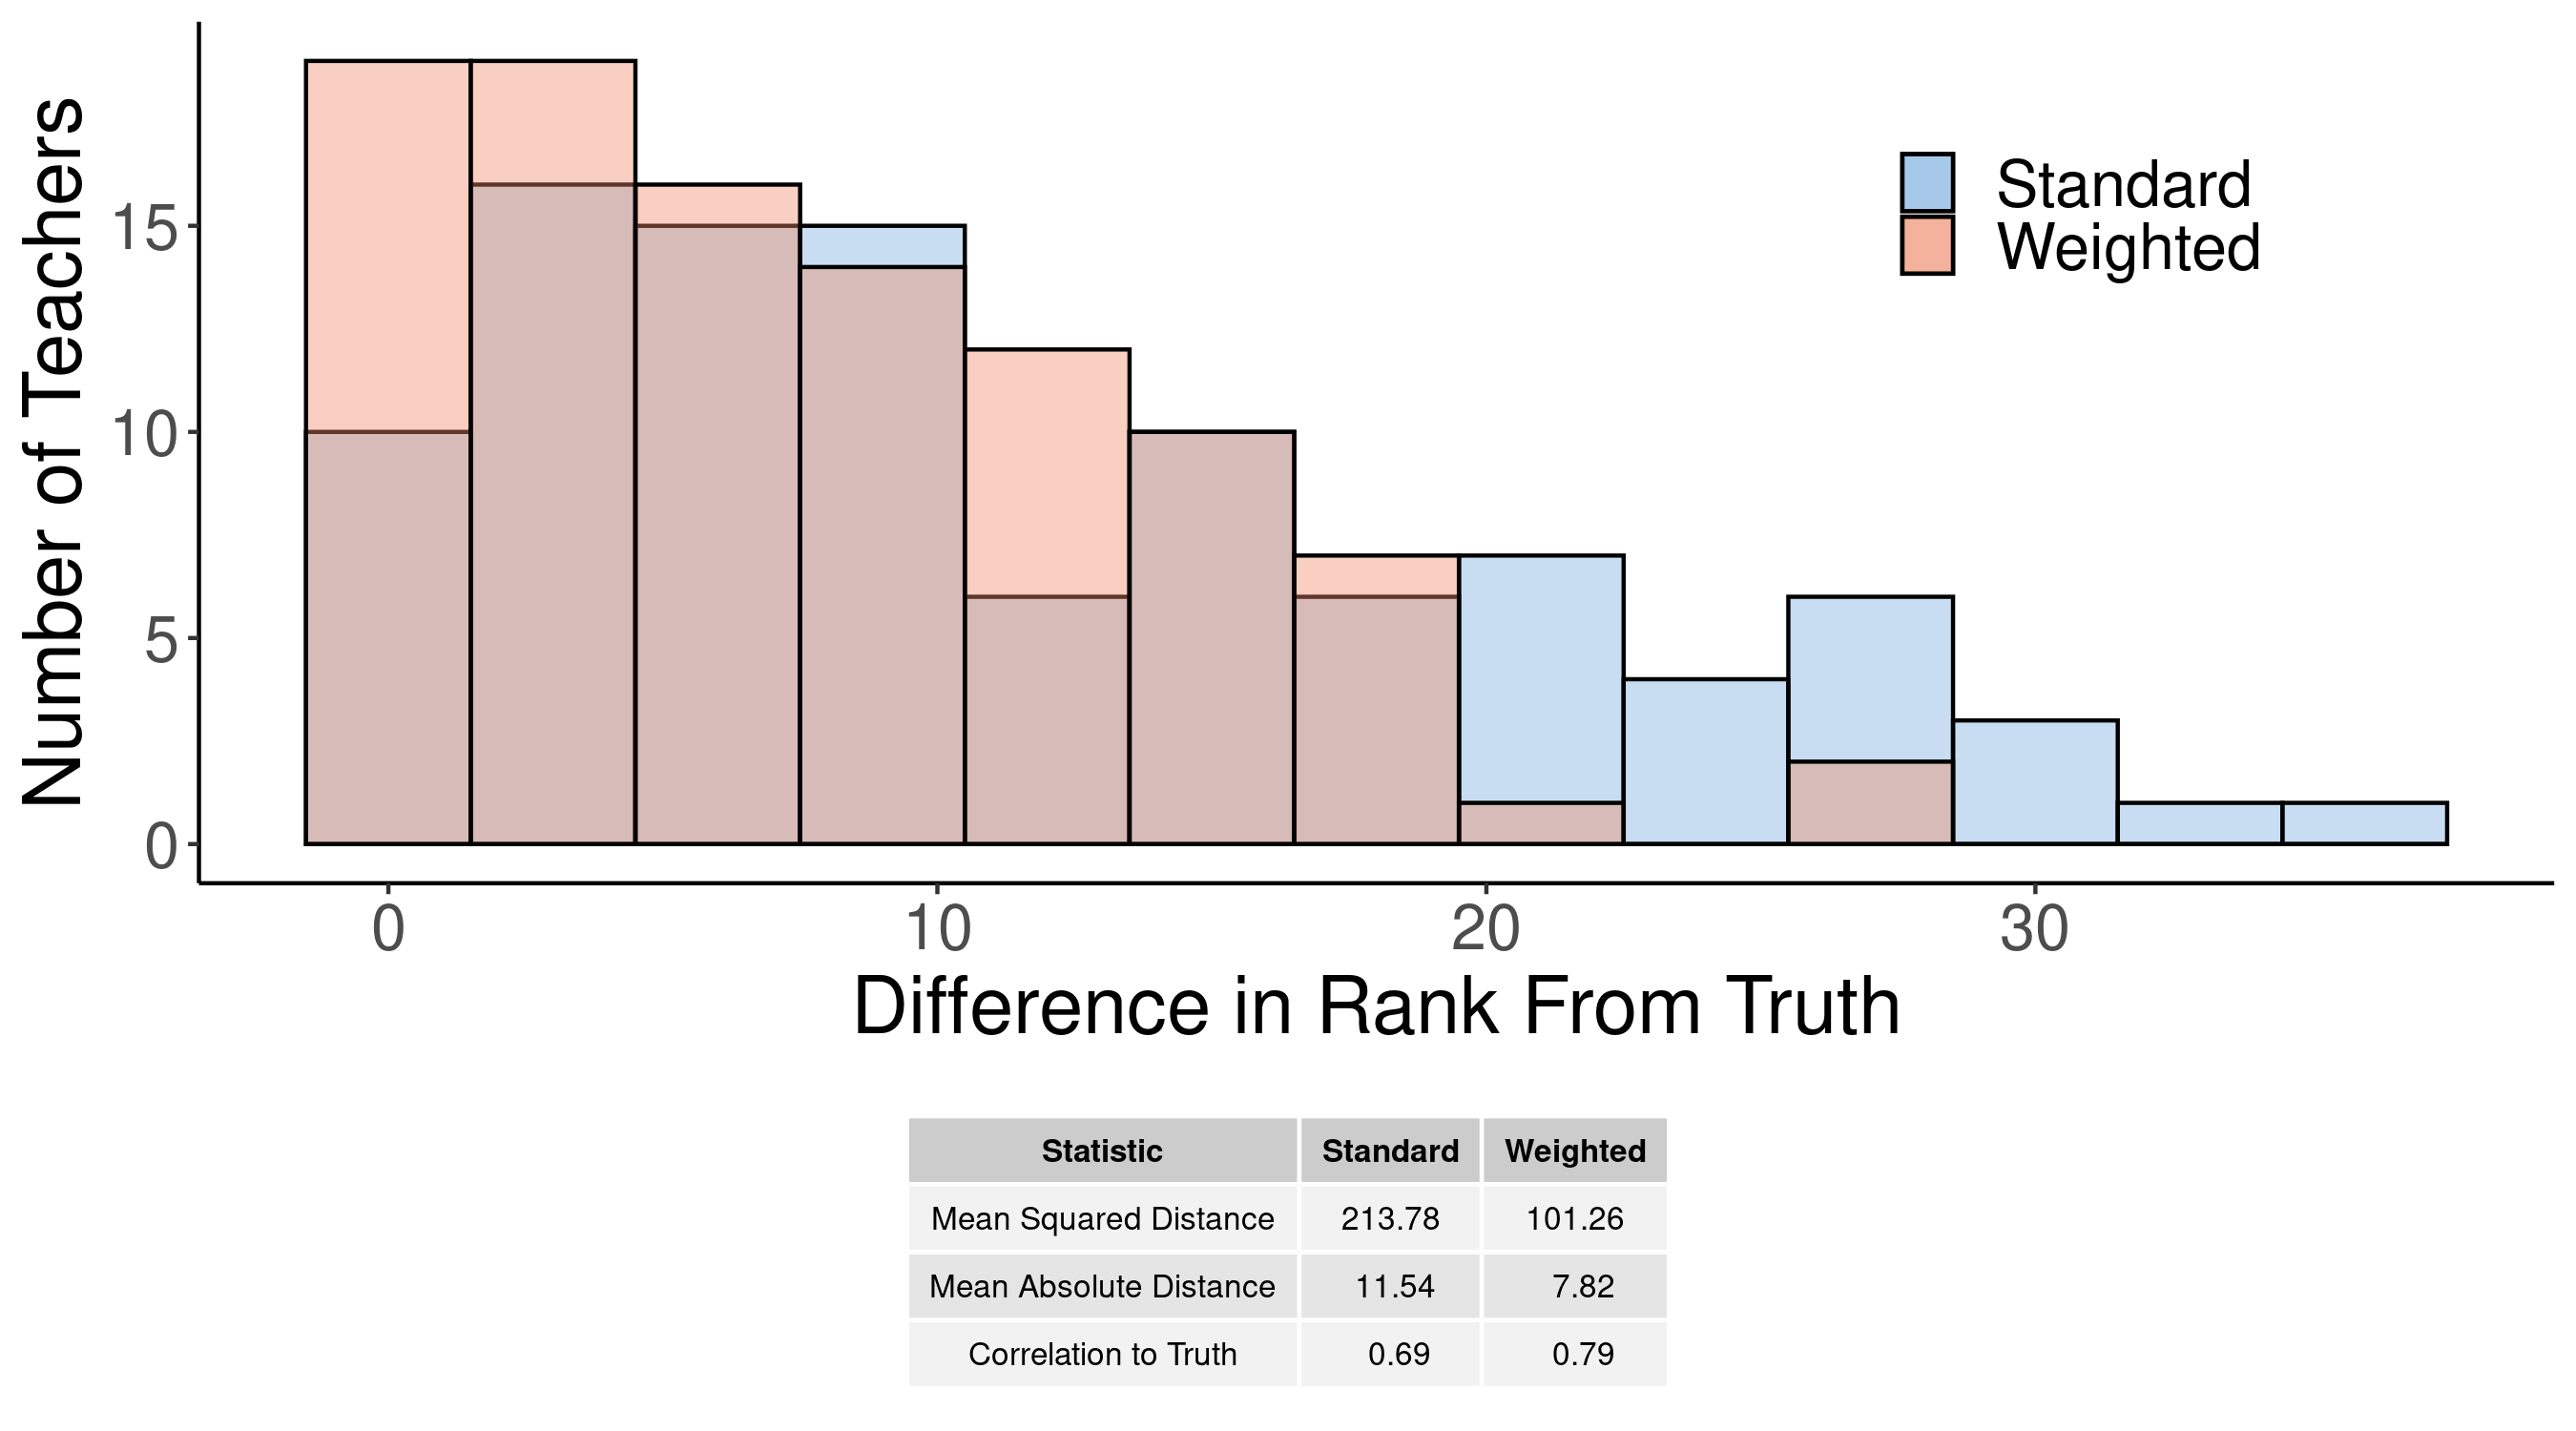 Number of Teachers
15
10
5
0
Standard
Weighted
0 10 20 30
Difference in Rank From Truth
Statistic Standard Weighted
Mean Squared Distance 213.78 101.26
Mean Absolute Distance 11.54 7.82
Correlation to Truth 0.69 0.79